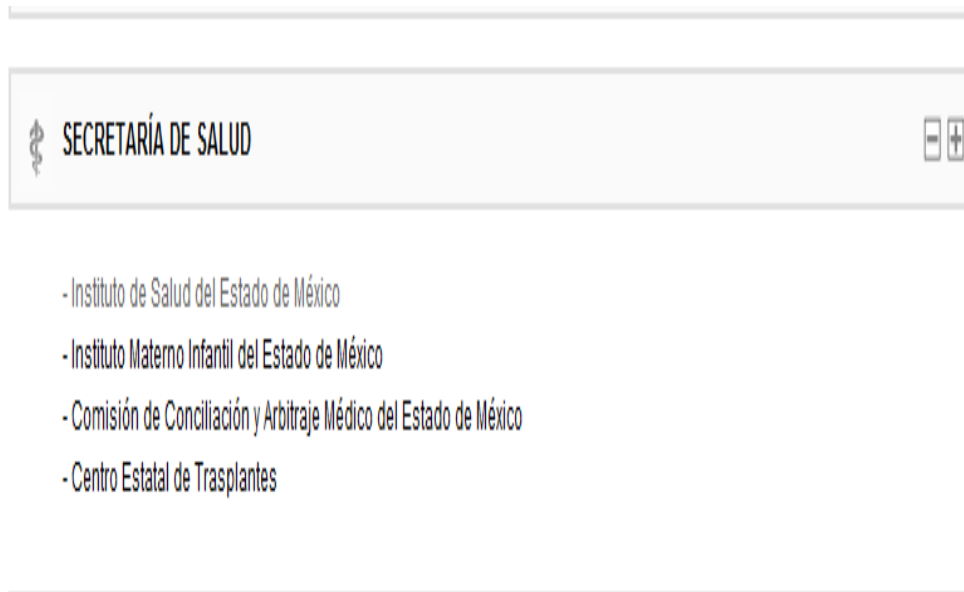 SECRETARÍA DE SALUD
- Instituto de Salud del Estado de México
- Instituto Materno Infantil del Estado de México
- Comisión de Conciliación y Arbitraje Médico del Estado de México
- Centro Estatal de Trasplantes